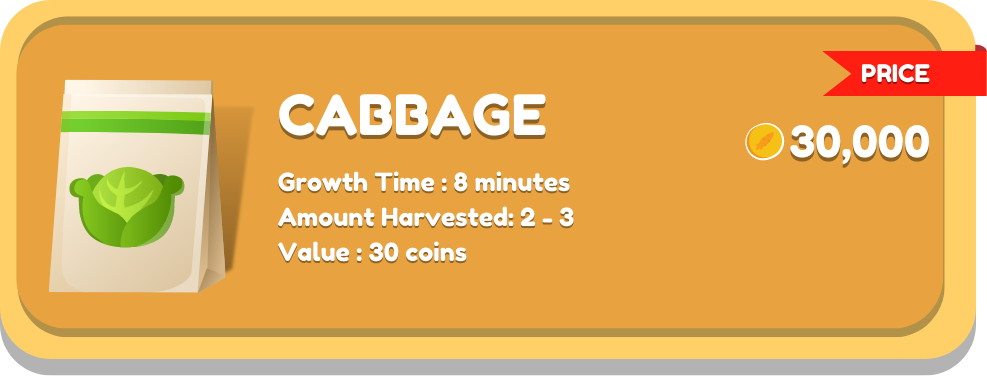 CABBAGE
Growth Time : 8 minutes
Amount Harvested: 2 - 3
Value : 30 coins
PRICE
30,000